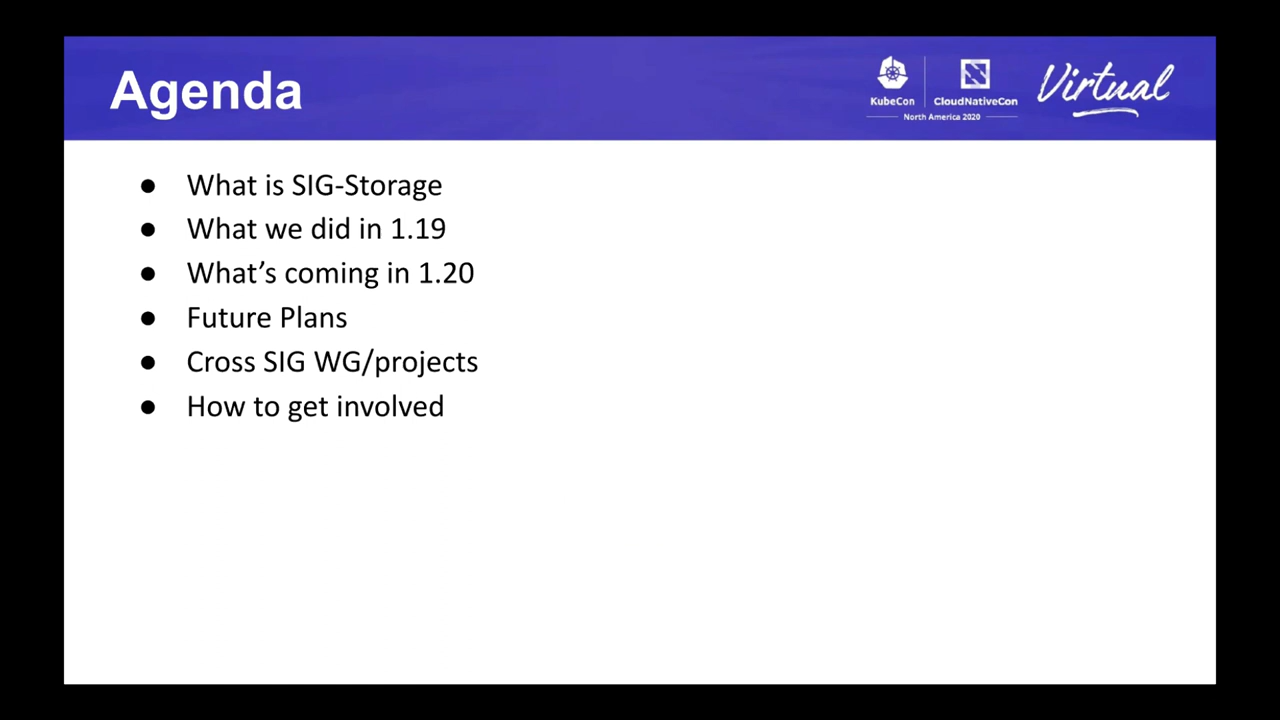 Agenda
KubeCon
CloudNativeCon
North America 2020
Virtual
● What is SIG-Storage
● What we did in 1.19
● What’s coming in 1.20
● Future Plans
● Cross SIG WG/projects
● How to get involved